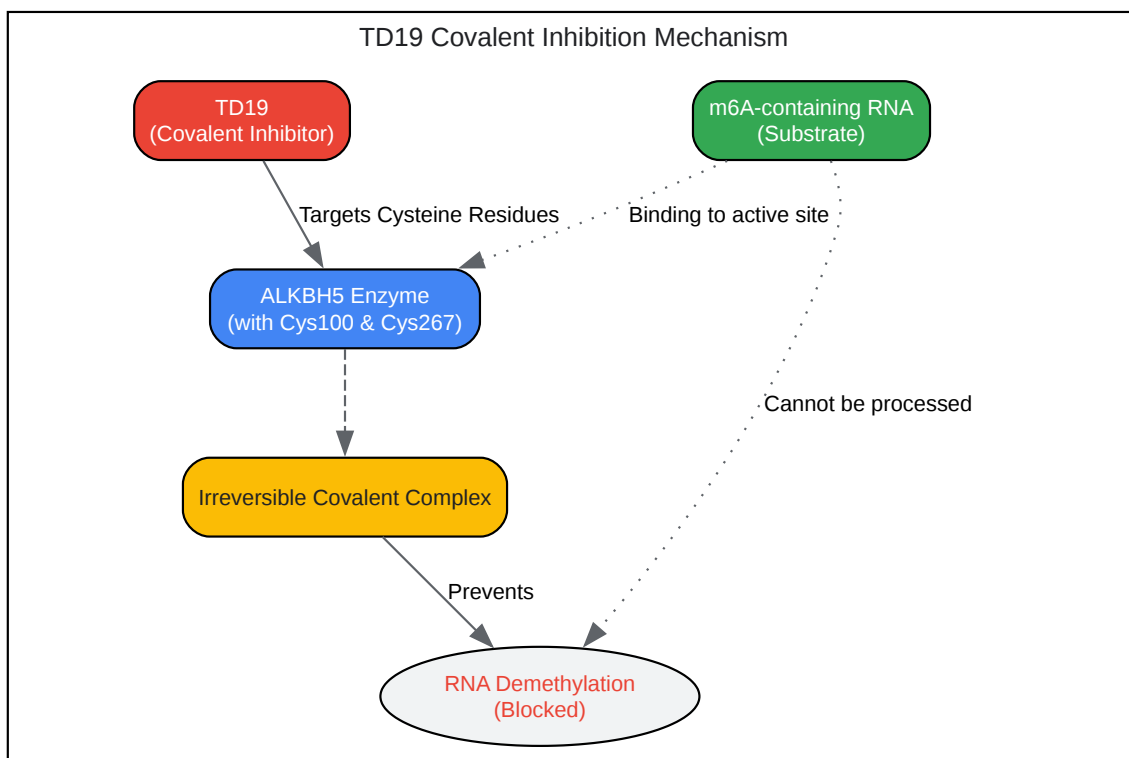 TD19 Covalent Inhibition Mechanism
TD19
(Covalent Inhibitor)
m6A-containing RNA
(Substrate)
Targets Cysteine Residues
Binding to active site
ALKBH5 Enzyme
(with Cys100 & Cys267)
Cannot be processed
Irreversible Covalent Complex
Prevents
RNA Demethylation
(Blocked)